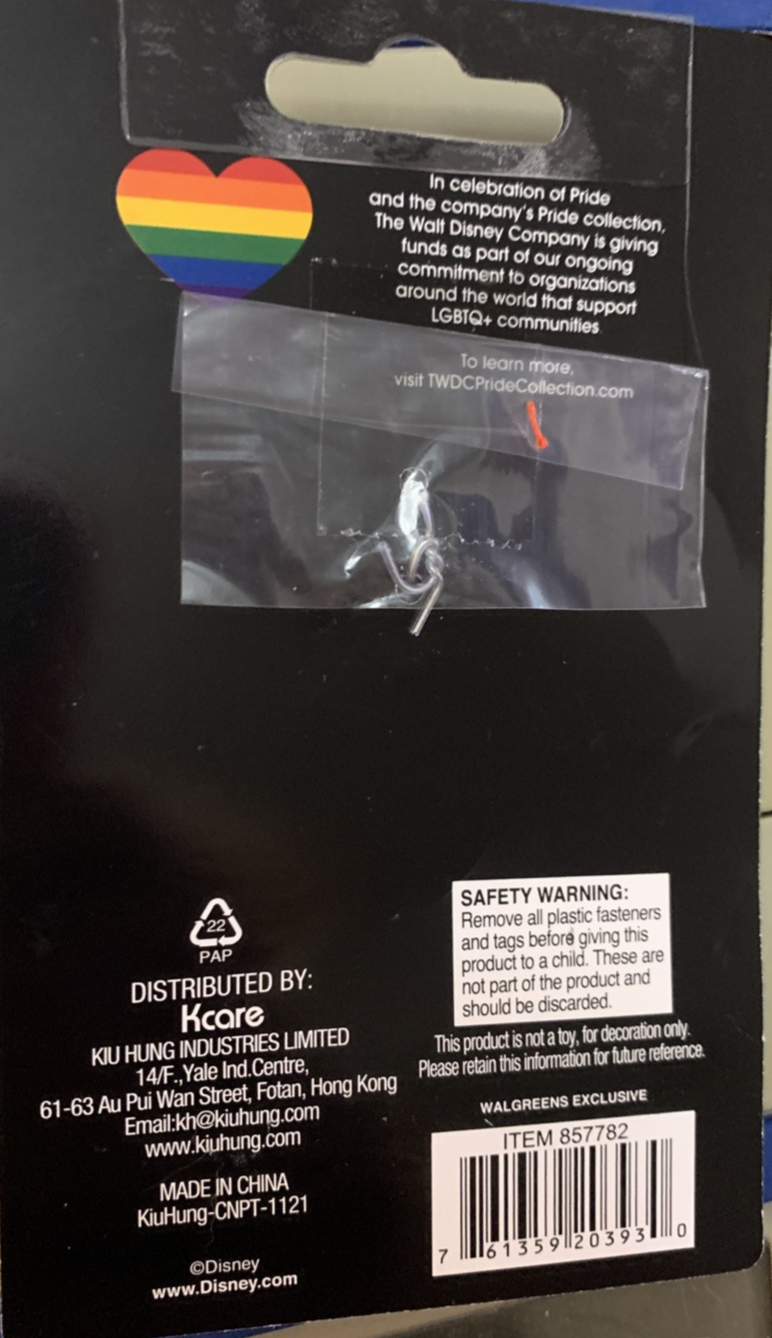 In celebration of Pride
and the company's Pride collection,
The Walt Disney Company is giving
funds as part of our ongoing
commitment to organizations
around the world that support
LGBTQ+ communities
To learn more,
visit TWDCPrideCollection.com
22
PAP
DISTRIBUTED BY:
Kcare
KIU HUNG INDUSTRIES LIMITED
14/F.,Yale Ind.Centre,
61-63 Au Pui Wan Street, Fotan, Hong Kong
Email:kh@kiuhung.com
www.kiuhung.com
MADE IN CHINA
KiuHung-CNPT-1121
©Disney
www.Disney.com
SAFETY WARNING:
Remove all plastic fasteners
and tags before giving this
product to a child. These are
not part of the product and
should be discarded.
This product is not a toy, for decoration only.
Please retain this information for future reference.
WALGREENS EXCLUSIVE
ITEM 857782
7 61359 20393 0